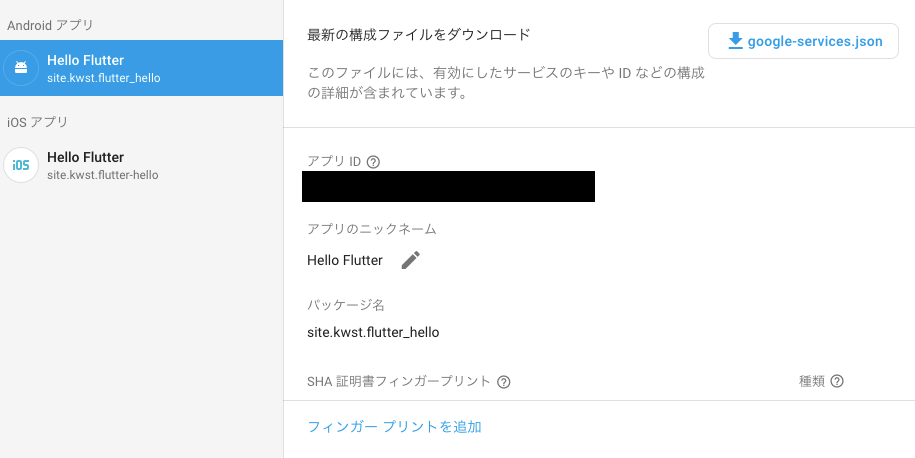 Android アプリ
Hello Flutter
site.kwst.flutter_hello
iOS アプリ
iOS
Hello Flutter
site.kwst.flutter-hello
最新の構成ファイルをダウンロード
google-services.json
このファイルには、有効にしたサービスのキーや ID などの構成
の詳細が含まれています。
アプリ ID ?
アプリのニックネーム
Hello Flutter
パッケージ名
site.kwst.flutter_hello
SHA 証明書フィンガープリント ?
種類 ?
フィンガー プリントを追加